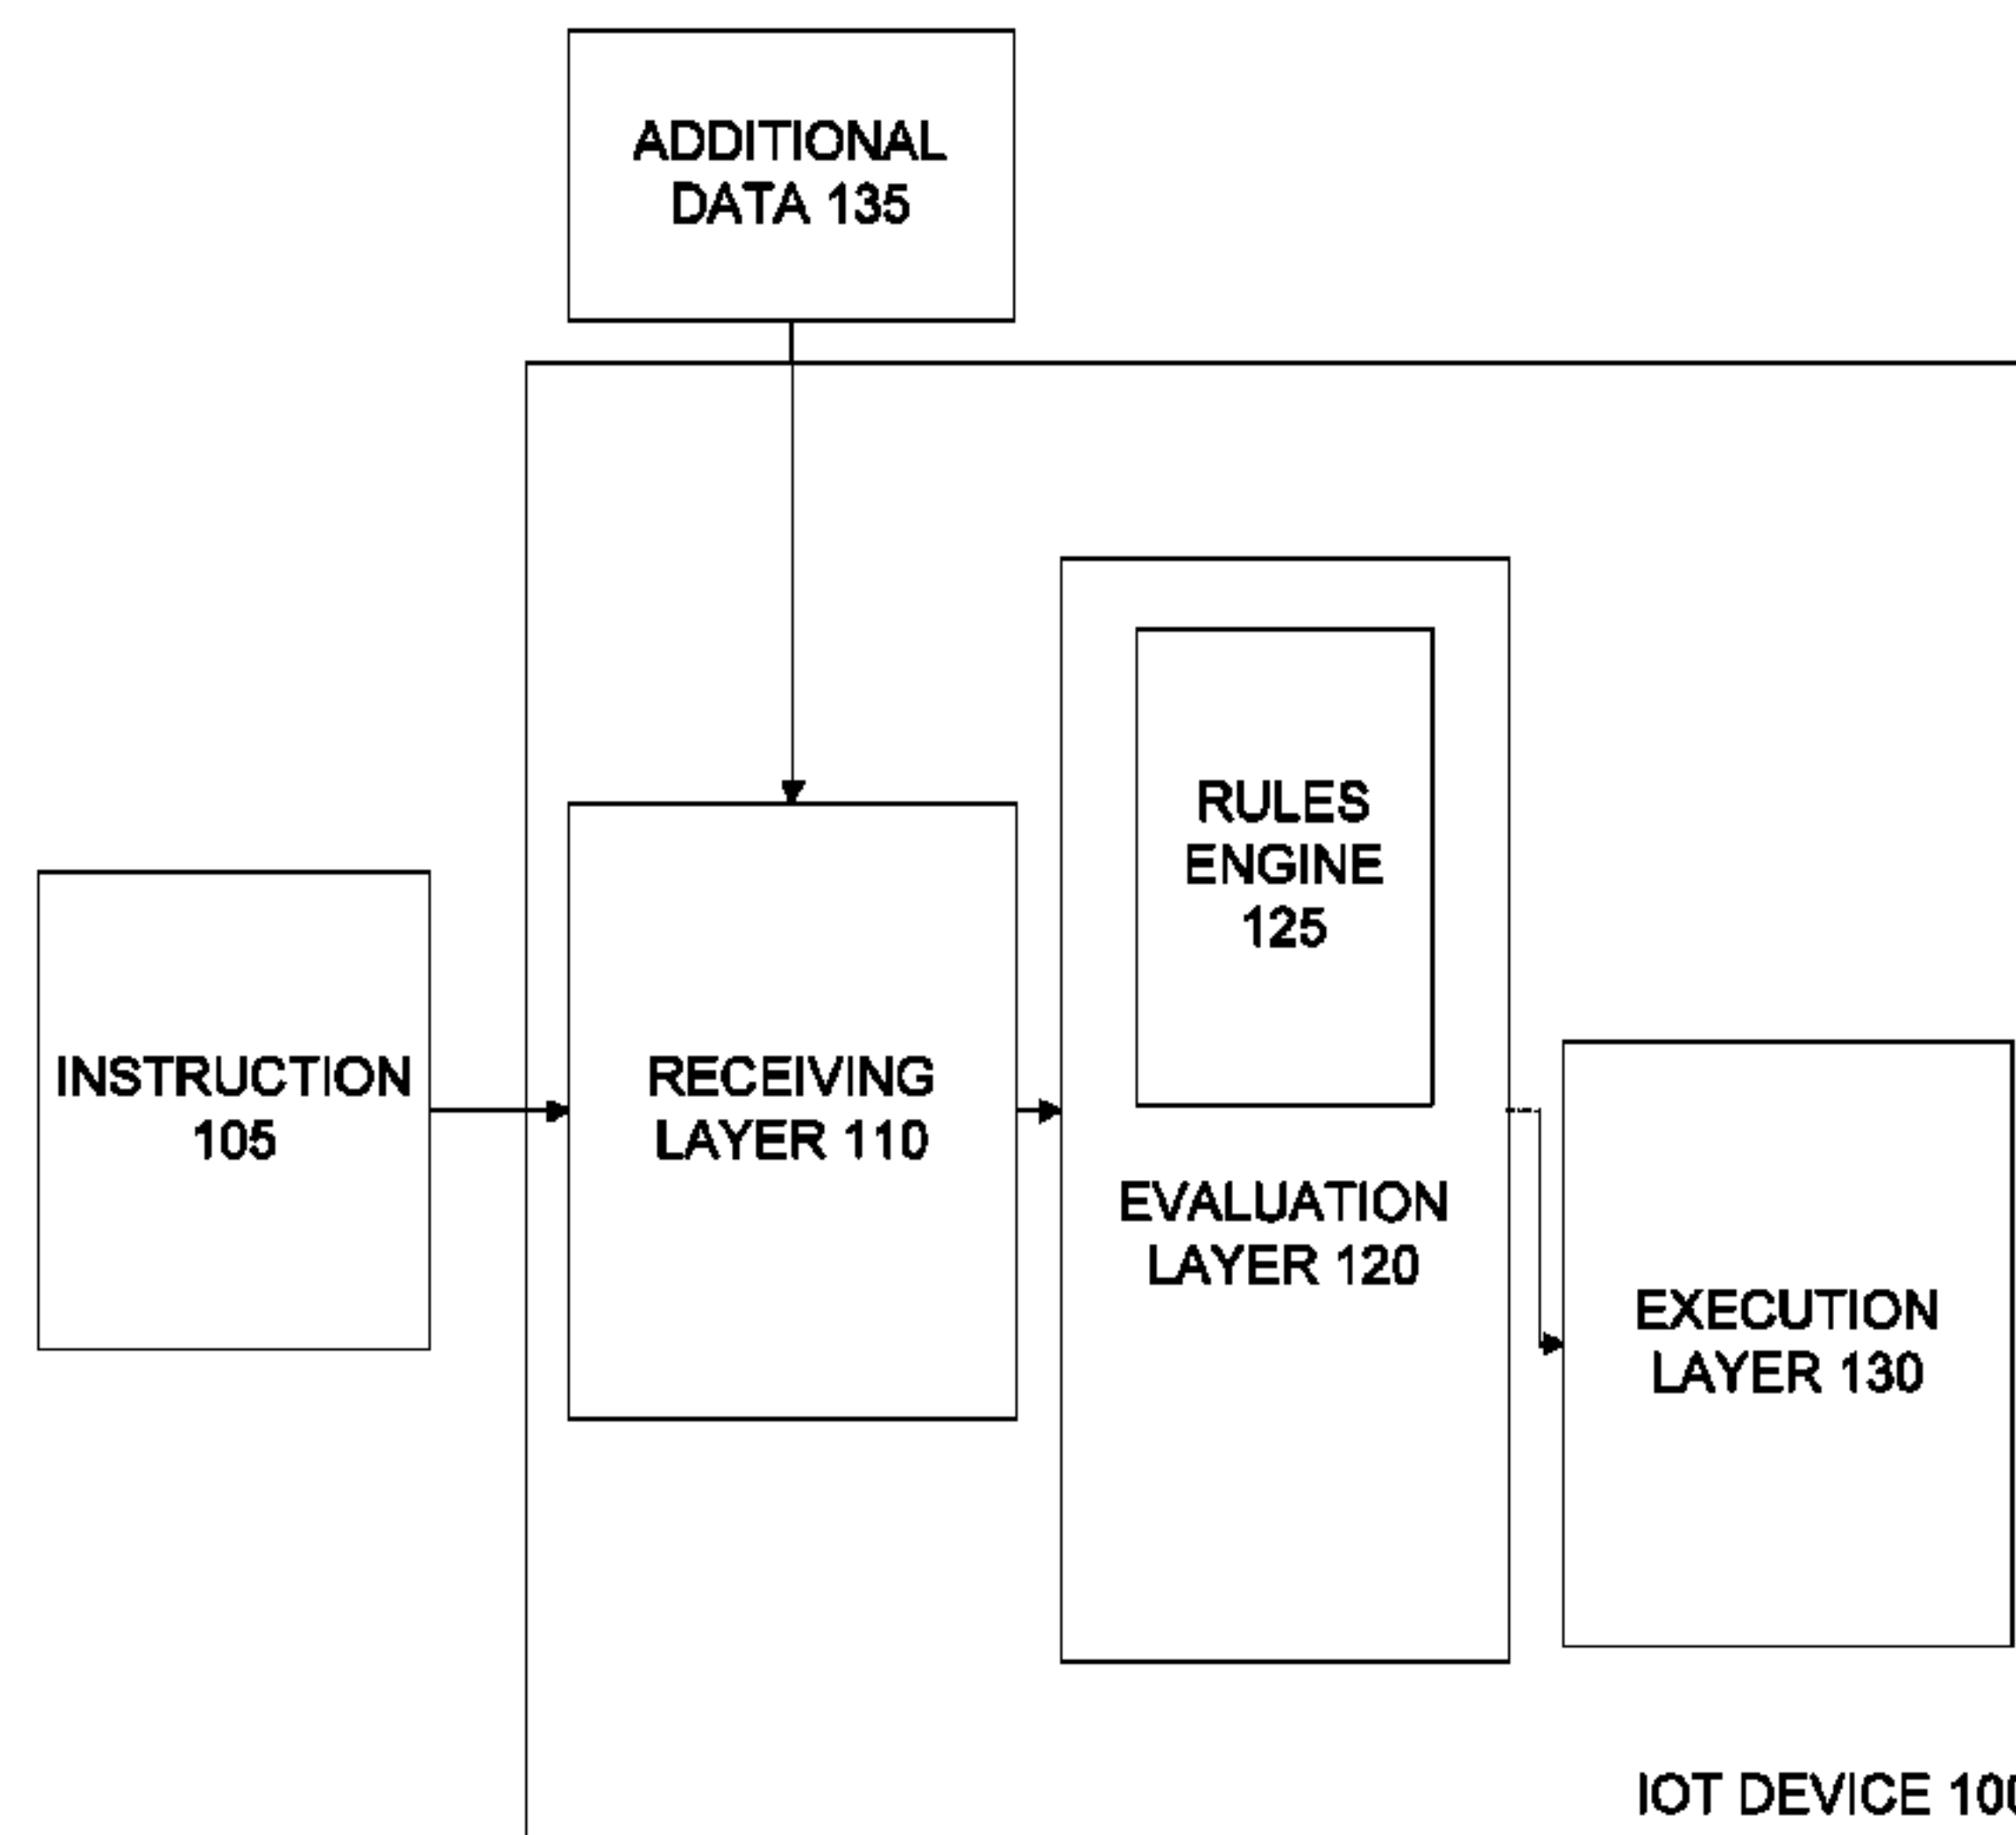 ADDITIONAL
DATA 135
RULES
ENGINE
125
INSTRUCTION
105
RECEIVING
LAYER 110
EVALUATION
LAYER 120
EXECUTION
LAYER 130
IOT DEVICE 100